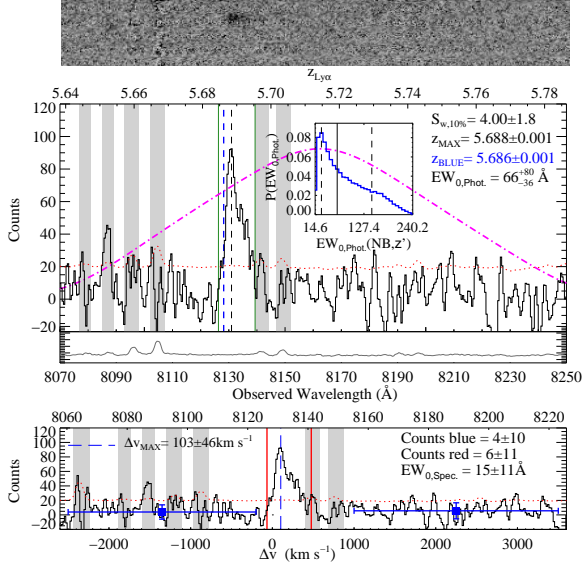 z_Lyα
5.64 5.66 5.68 5.70 5.72 5.74 5.76 5.78
120
100
80
60
40
20
0
−20
Counts
S_w,10% = 4.00±1.8
z_MAX = 5.688±0.001
z_BLUE = 5.686±0.001
EW_0,Phot. = 66 +80 −36 Å
P(EW_0,Phot.)
0.08
0.06
0.04
0.02
0.00
14.6 127.4 240.2
EW_0,Phot.(NB,z’)
8070 8090 8110 8130 8150 8170 8190 8210 8230 8250
Observed Wavelength (Å)
8060 8080 8100 8120 8140 8160 8180 8200 8220
120
100
80
60
40
20
0
−20
Counts
Δv_MAX = 103±46km s⁻¹
Counts blue = 4±10
Counts red = 6±11
EW_0,Spec. = 15±11Å
-2000 -1000 0 1000 2000 3000
Δv (km s⁻¹)